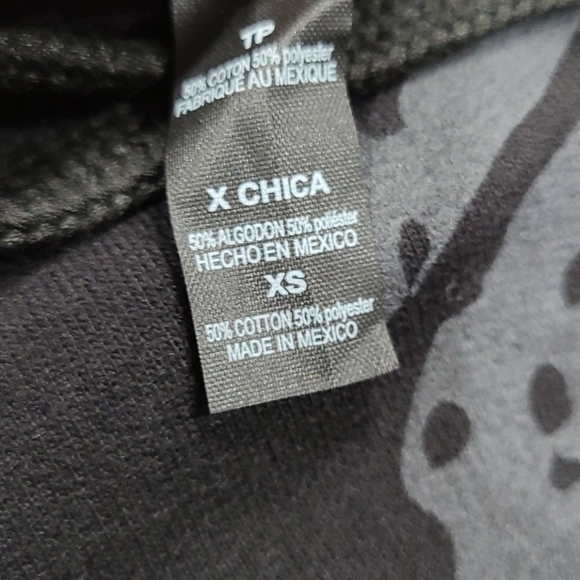 TP
50% COTON 50% polyester
FABRIQUÉ AU MEXIQUE
X CHICA
50% ALGODON 50% poliéster
HECHO EN MEXICO
XS
50% COTTON 50% polyester
MADE IN MEXICO